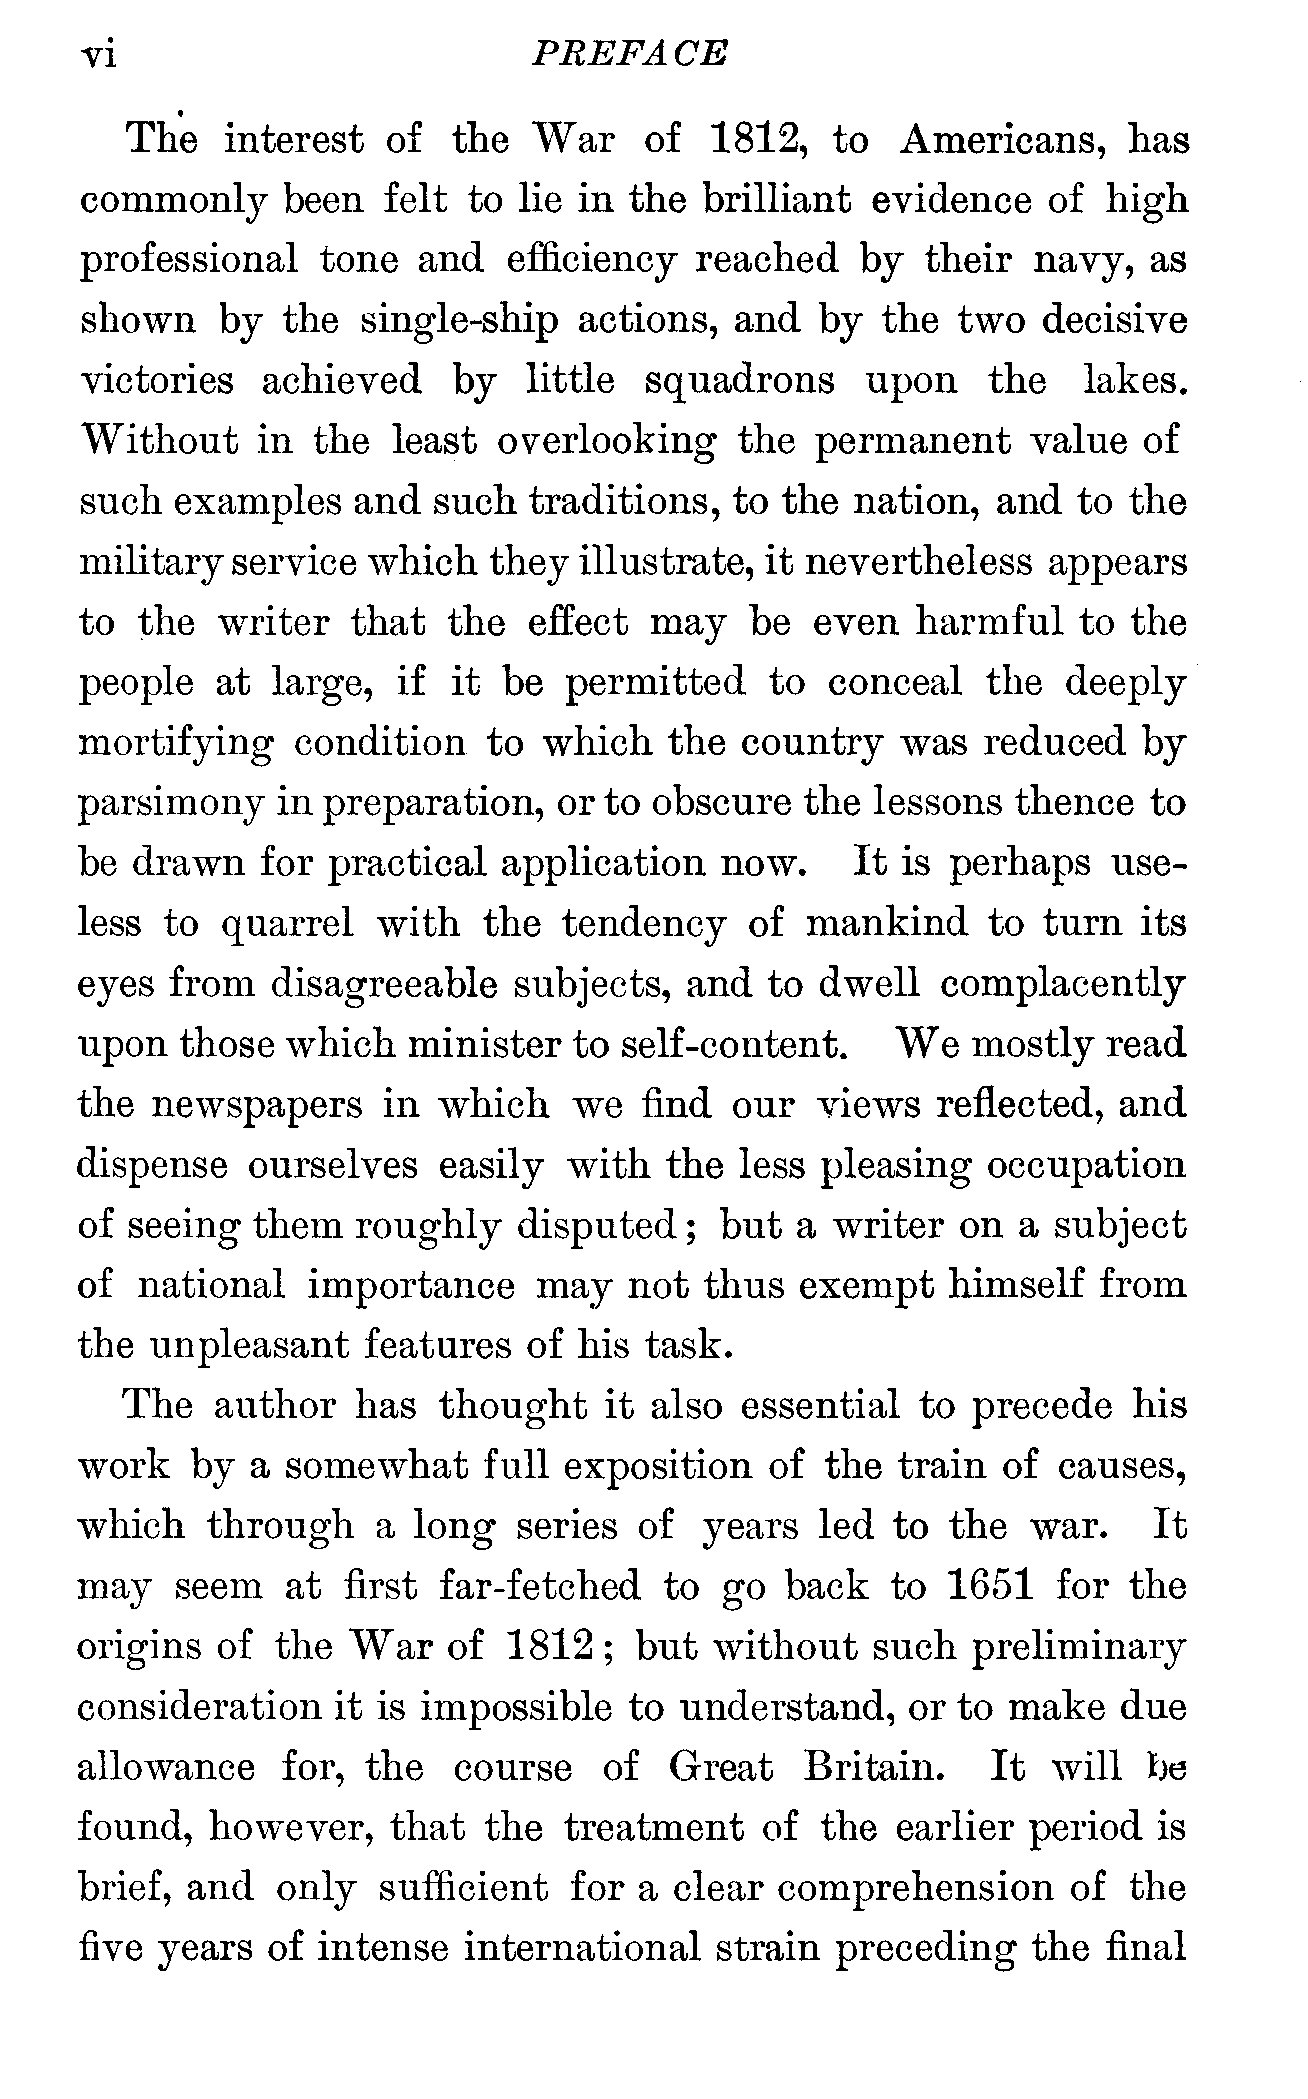 vi PREFACE
The interest of the War of 1812, to Americans, has
commonly been felt to lie in the brilliant evidence of high
professional tone and efficiency reached by their navy, as
shown by the single-ship actions, and by the two decisive
victories achieved by little squadrons upon the lakes.
Without in the least overlooking the permanent value of
such examples and such traditions, to the nation, and to the
military service which they illustrate, it nevertheless appears
to the writer that the effect may be even harmful to the
people at large, if it be permitted to conceal the deeply
mortifying condition to which the country was reduced by
parsimony in preparation, or to obscure the lessons thence to
be drawn for practical application now. It is perhaps use-
less to quarrel with the tendency of mankind to turn its
eyes from disagreeable subjects, and to dwell complacently
upon those which minister to self-content. We mostly read
the newspapers in which we find our views reflected, and
dispense ourselves easily with the less pleasing occupation
of seeing them roughly disputed; but a writer on a subject
of national importance may not thus exempt himself from
the unpleasant features of his task.
The author has thought it also essential to precede his
work by a somewhat full exposition of the train of causes,
which through a long series of years led to the war. It
may seem at first far-fetched to go back to 1651 for the
origins of the War of 1812; but without such preliminary
consideration it is impossible to understand, or to make due
allowance for, the course of Great Britain. It will be
found, however, that the treatment of the earlier period is
brief, and only sufficient for a clear comprehension of the
five years of intense international strain preceding the final